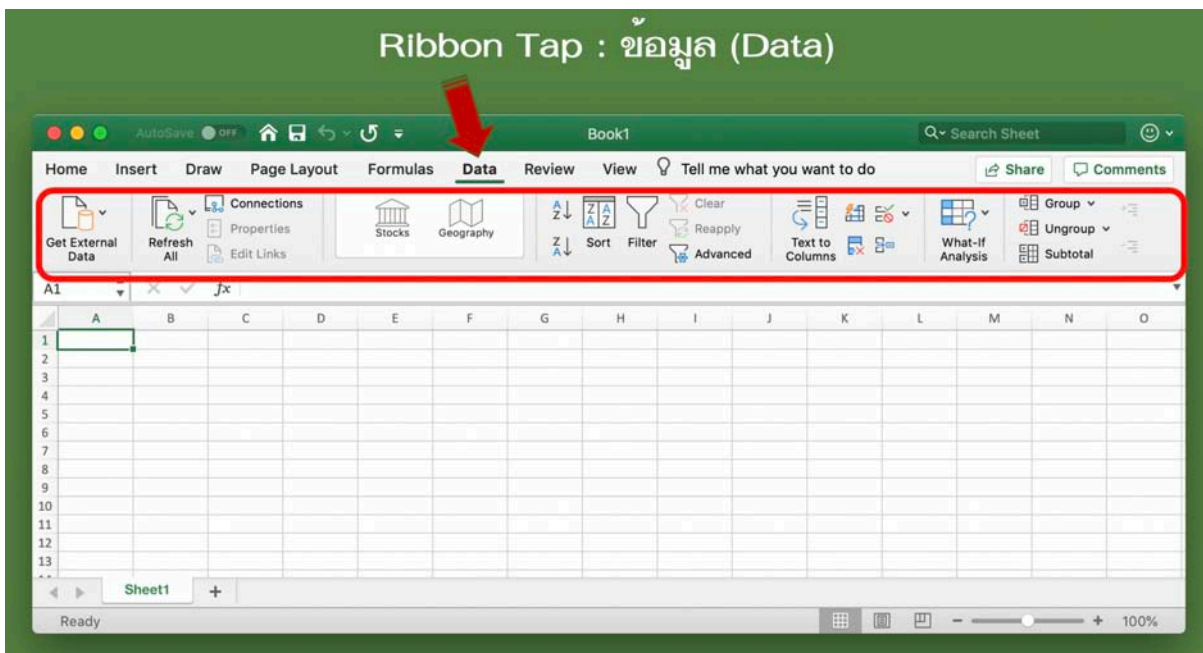 Ribbon Tap : ข้อมูล (Data)
AutoSave OFF Book1 Search Sheet
Home Insert Draw Page Layout Formulas Data Review View Tell me what you want to do Share Comments
Get External Data
Refresh All
Connections
Properties
Edit Links
Stocks
Geography
Sort
Filter
Clear
Reapply
Advanced
Text to Columns
What-If Analysis
Group
Ungroup
Subtotal
A1 fx
A B C D E F G H I J K L M N O
1
2
3
4
5
6
7
8
9
10
11
12
13
Sheet1 +
Ready 100%